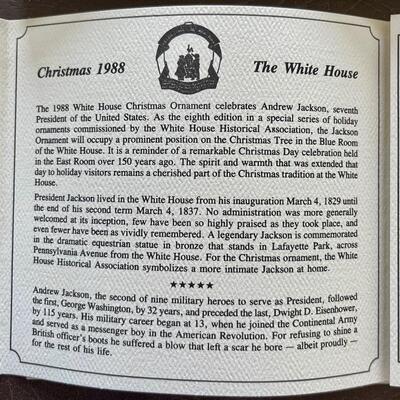 Christmas 1988 The White House
The 1988 White House Christmas Ornament celebrates Andrew Jackson, seventh
President of the United States. As the eighth edition in a special series of holiday
ornaments commissioned by the White House Historical Association, the Jackson
Ornament will occupy a prominent position on the Christmas Tree in the Blue Room
of the White House. It is a reminder of a remarkable Christmas Day celebration held
in the East Room over 150 years ago. The spirit and warmth that was extended that
day to holiday visitors remains a cherished part of the Christmas tradition at the White
House.
President Jackson lived in the White House from his inauguration March 4, 1829 until
the end of his second term March 4, 1837. No administration was more generally
welcomed at its inception, few have been so highly praised as they took place, and
even fewer have been as vividly remembered. A legendary Jackson is commemorated
in the dramatic equestrian statue in bronze that stands in Lafayette Park, across
Pennsylvania Avenue from the White House. For the Christmas ornament, the White
House Historical Association symbolizes a more intimate Jackson at home.
★★★★★
Andrew Jackson, the second of nine military heroes to serve as President, followed
the first, George Washington, by 32 years, and preceded the last, Dwight D. Eisenhower,
by 115 years. His military career began at 13, when he joined the Continental Army
and served as a messenger boy in the American Revolution. For refusing to shine a
British officer's boots he suffered a blow that left a scar he bore — albeit proudly —
for the rest of his life.